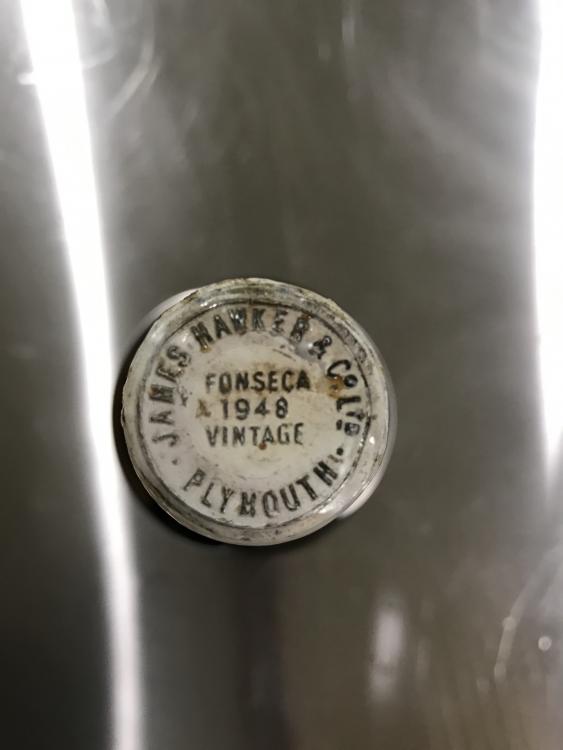 JAMES HAWKER & Co. LTD.
FONSECA
1948
VINTAGE
PLYMOUTH